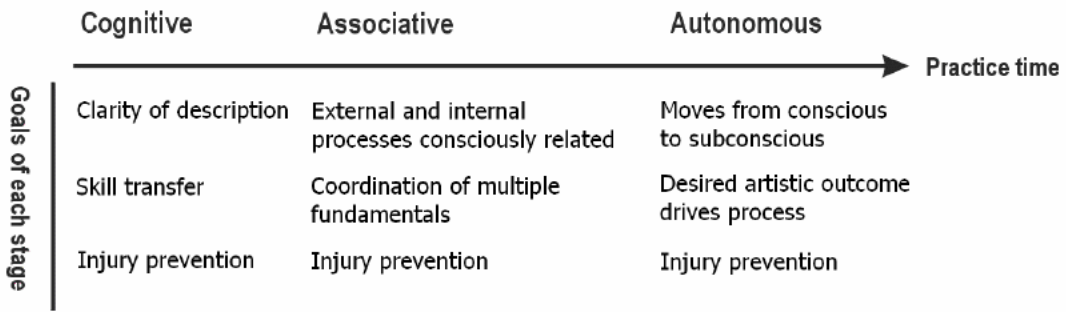 Cognitive
Associative
Autonomous
Practice time
Goals of each stage
Clarity of description
External and internal
processes consciously related
Moves from conscious
to subconscious
Skill transfer
Coordination of multiple
fundamentals
Desired artistic outcome
drives process
Injury prevention
Injury prevention
Injury prevention